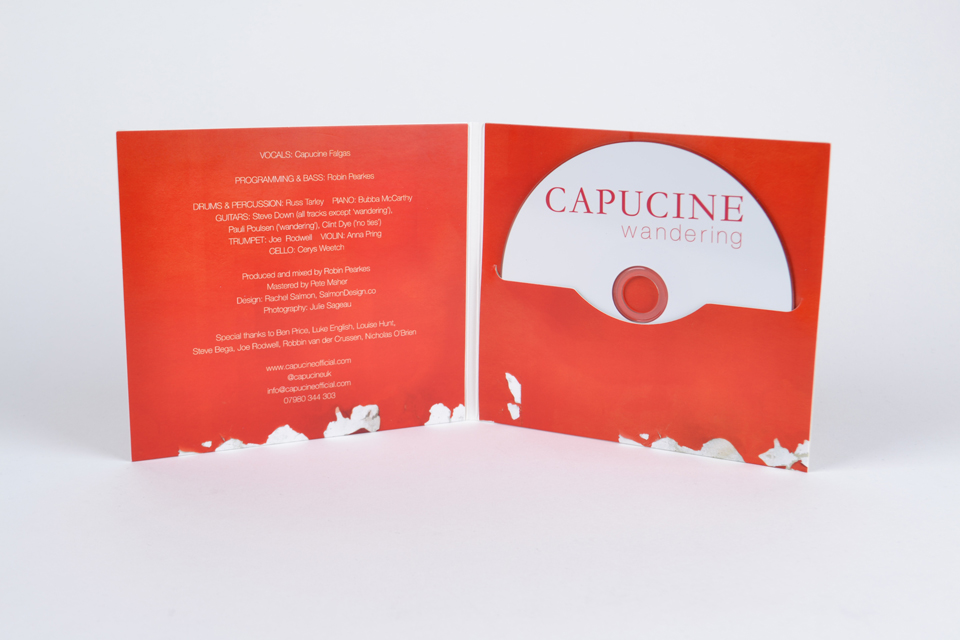 VOCALS: Capucine Falgas
PROGRAMMING & BASS: Robin Pearkes
DRUMS & PERCUSSION: Russ Tarley PIANO: Bubba McCarthy
GUITARS: Steve Down (all tracks except 'wandering'),
Pauli Poulsen ('wandering'), Clint Dye ('no ties')
TRUMPET: Joe Rodwell VIOLIN: Anna Pring
CELLO: Cerys Weetch
Produced and mixed by Robin Pearkes
Mastered by Pete Maher
Design: Rachel Salmon, SalmonDesign.co
Photography: Julie Sageau
Special thanks to Ben Price, Luke English, Louise Hunt,
Steve Bega, Joe Rodwell, Robbin van der Crussen, Nicholas O'Brien
www.capucineofficial.com
@capucineuk
info@capucineofficial.com
07980 344 303
CAPUCINE
wandering